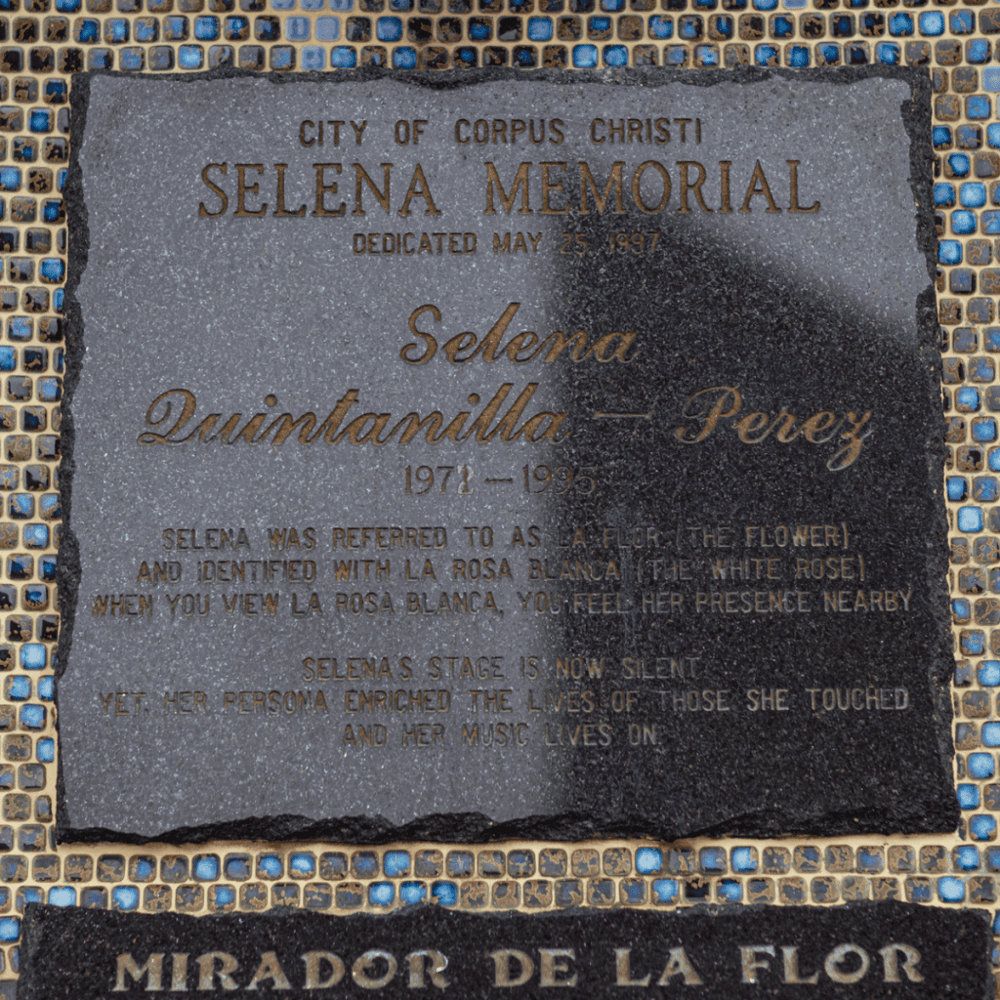 CITY OF CORPUS CHRISTI
SELENA MEMORIAL
DEDICATED MAY 25 1997
Selena
Quintanilla — Perez
1971 — 1995
SELENA WAS REFERRED TO AS LA FLOR (THE FLOWER),
AND IDENTIFIED WITH LA ROSA BLANCA (THE WHITE ROSE)
WHEN YOU VIEW LA ROSA BLANCA, YOU FEEL HER PRESENCE NEARBY
SELENA'S STAGE IS NOW SILENT
YET, HER PERSONA ENRICHED THE LIVES OF THOSE SHE TOUCHED
AND HER MUSIC LIVES ON.
MIRADOR DE LA FLOR